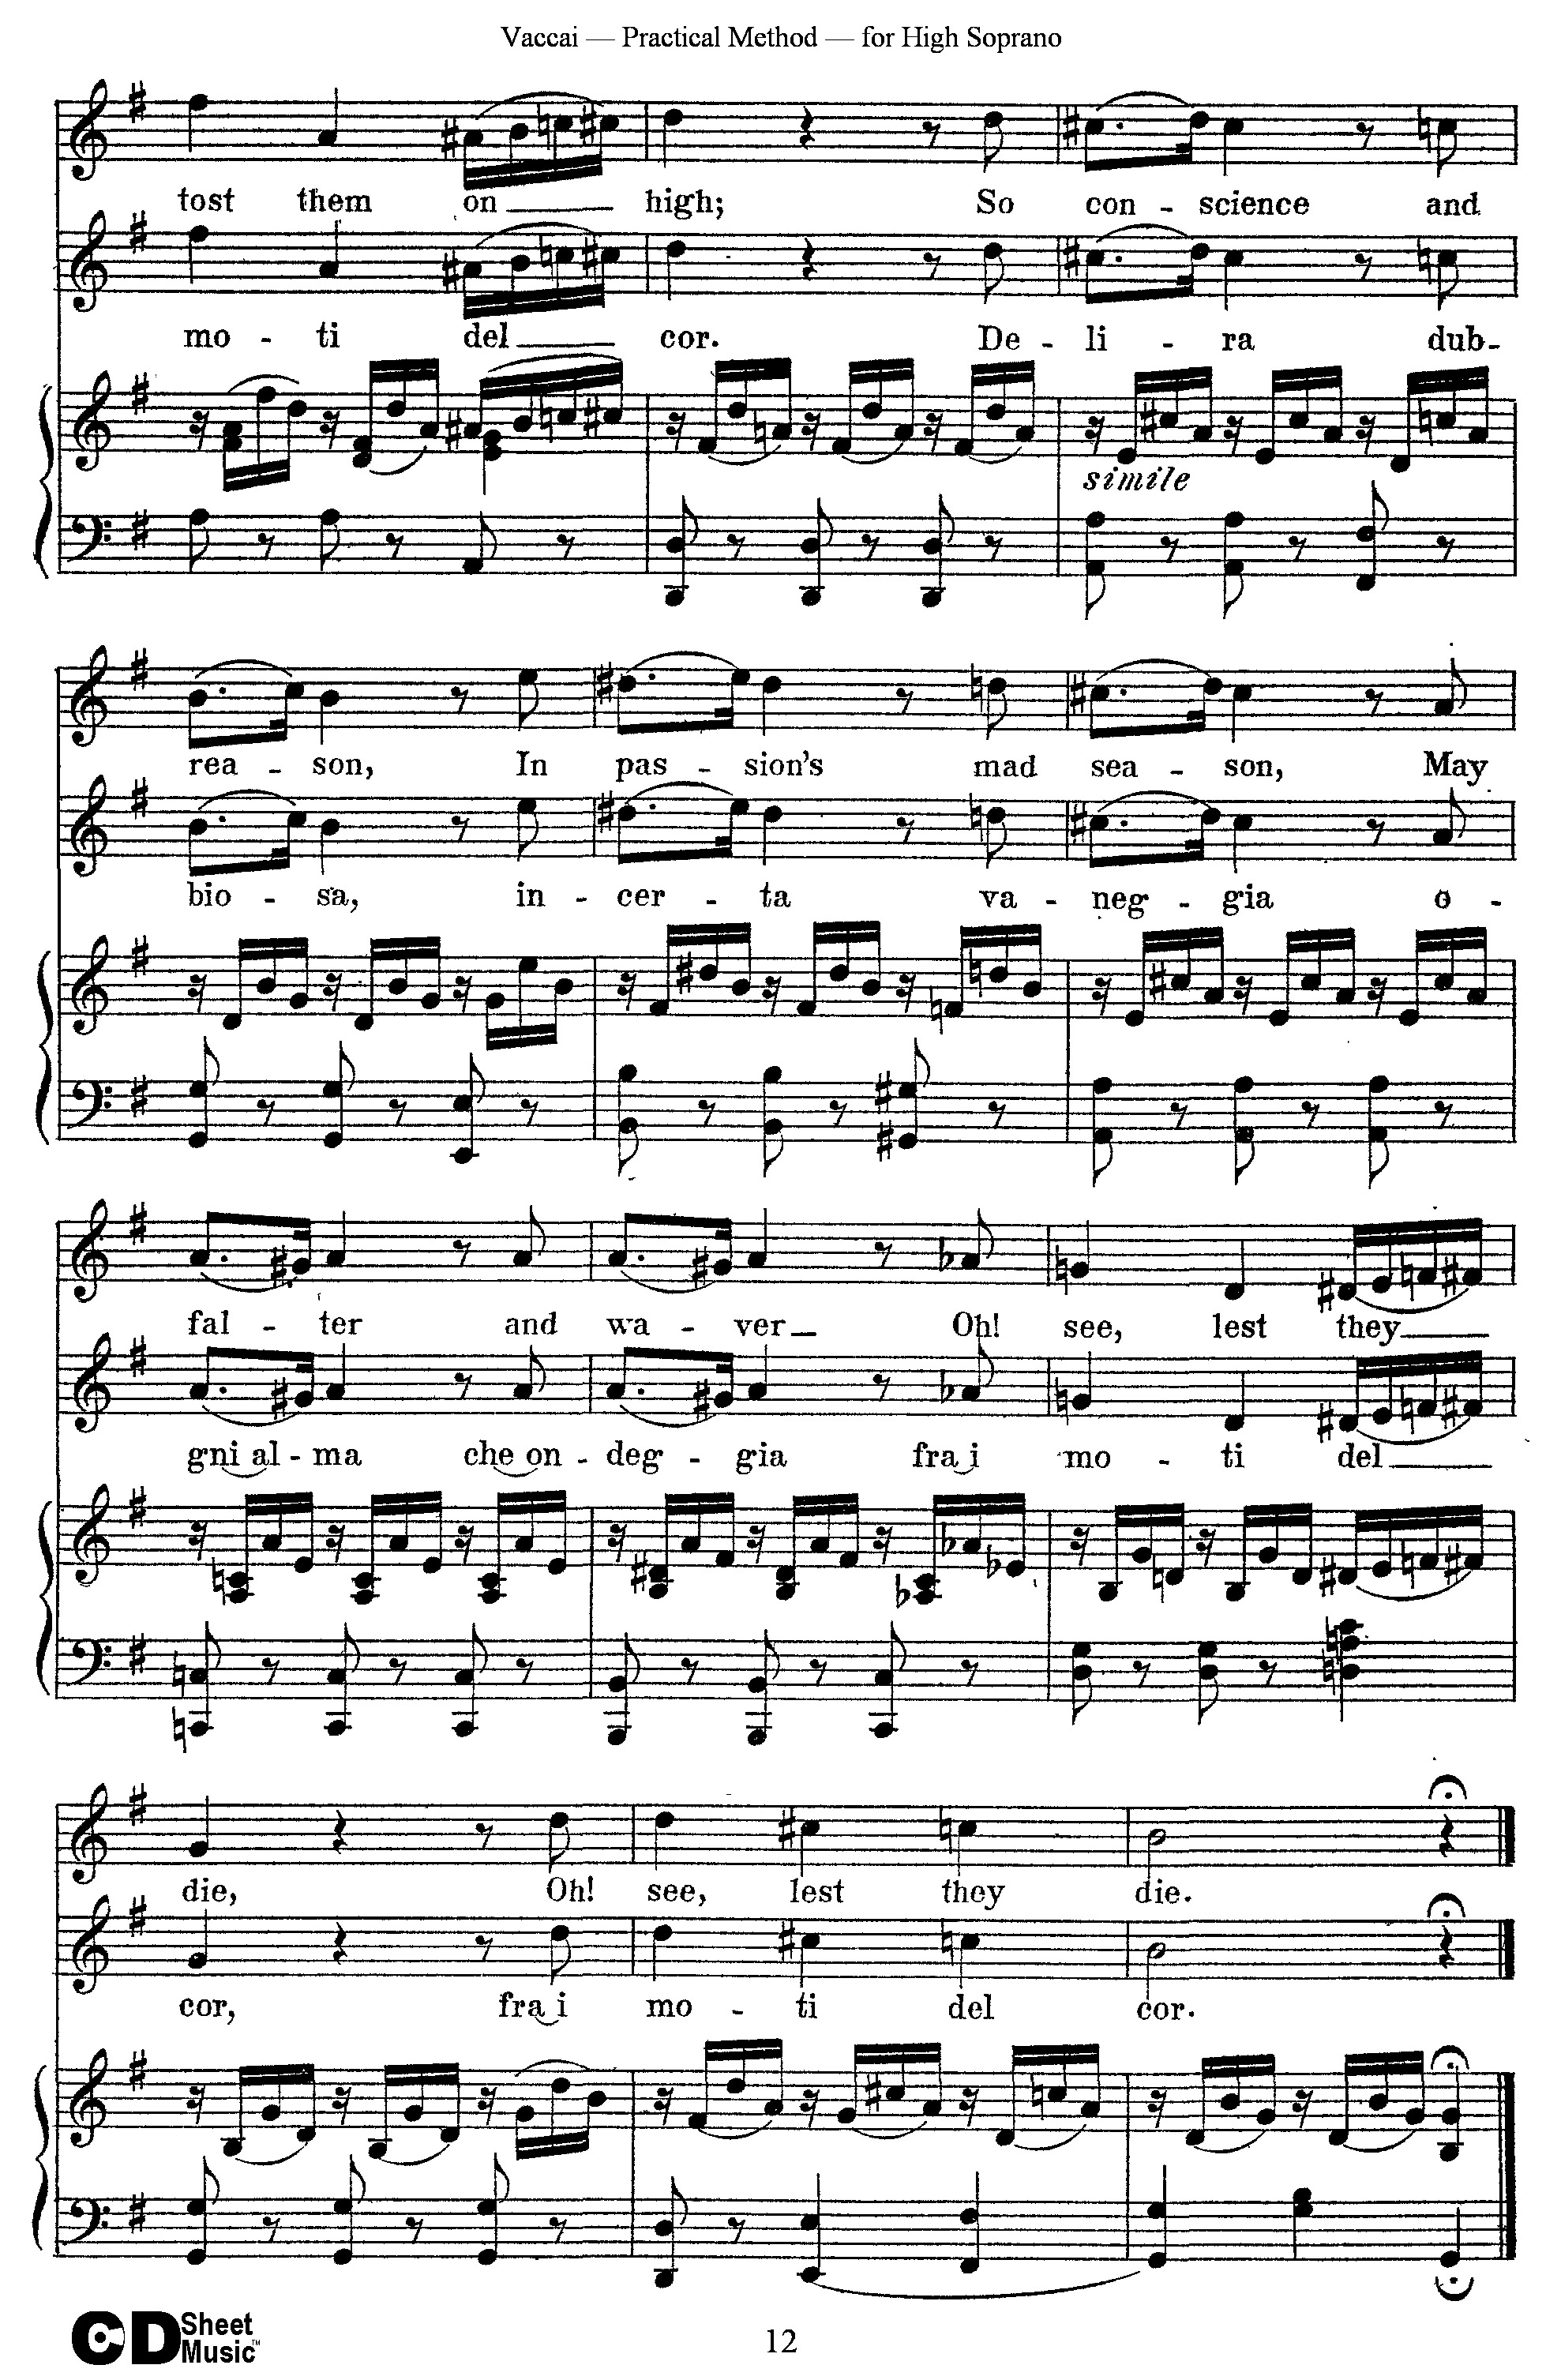 Vaccai — Practical Method — for High Soprano
tost them on high; So con - science and
mo - ti del cor. De - li - ra dub-
simile
rea - son, In pas - sion's mad sea - son, May
bio - sa, in - cer - ta va - neg - gia o -
fal - ter and wa - ver Oh! see, lest they
gni al - ma che on - deg - gia fra i mo - ti del
die, Oh! see, lest they die.
cor, fra i mo - ti del cor.
CD Sheet Music™
12